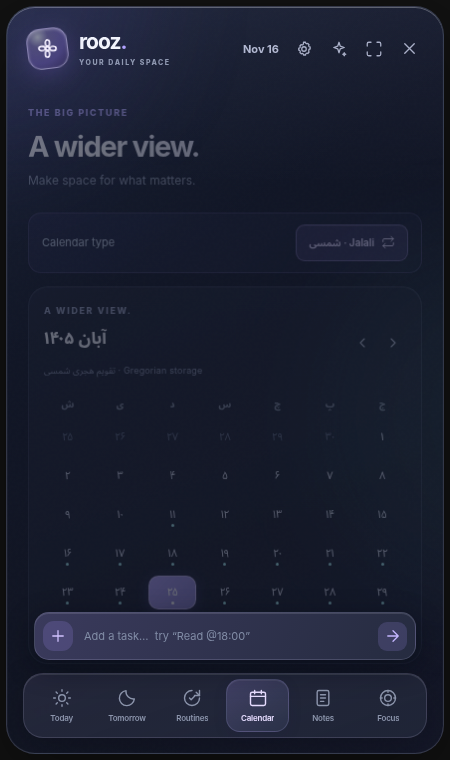 rooz.
YOUR DAILY SPACE
Nov 16
THE BIG PICTURE
A wider view.
Make space for what matters.
Calendar type
شمسی · Jalali
A WIDER VIEW.
آبان ۱۴۰۵
تقویم هجری شمسی · Gregorian storage
ش ی د س چ پ ج
۲۵ ۲۶ ۲۷ ۲۸ ۲۹ ۳۰ ۱
۲ ۳ ۴ ۵ ۶ ۷ ۸
۹ ۱۰ ۱۱ ۱۲ ۱۳ ۱۴ ۱۵
۱۶ ۱۷ ۱۸ ۱۹ ۲۰ ۲۱ ۲۲
۲۳ ۲۴ ۲۵ ۲۶ ۲۷ ۲۸ ۲۹
Add a task... try “Read @18:00”
Today Tomorrow Routines Calendar Notes Focus